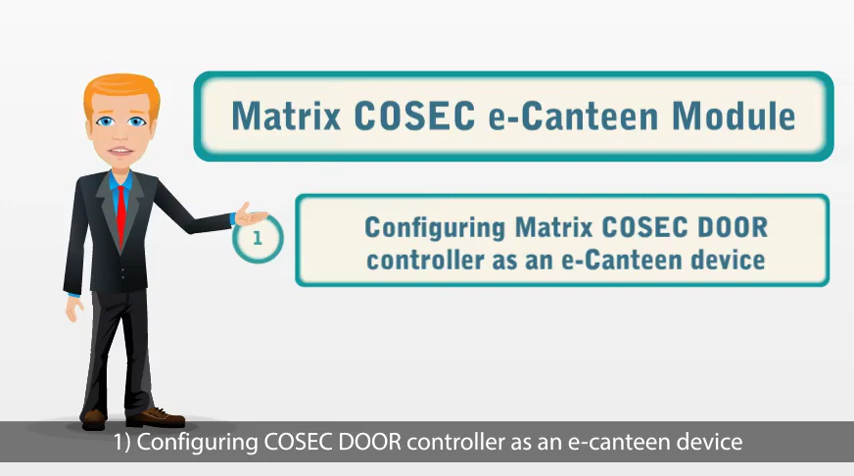 Matrix COSEC e-Canteen Module
1
Configuring Matrix COSEC DOOR
controller as an e-Canteen device
1) Configuring COSEC DOOR controller as an e-canteen device